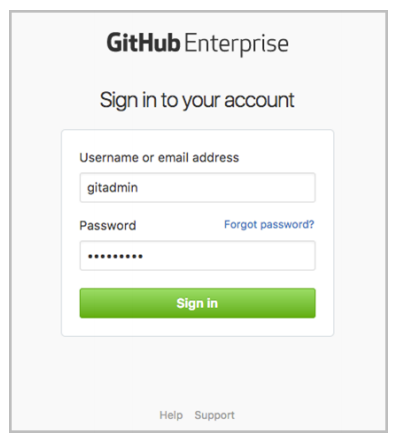 GitHub Enterprise
Sign in to your account
Username or email address
gitadmin
Password Forgot password?
•••••••••
Sign in
Help Support